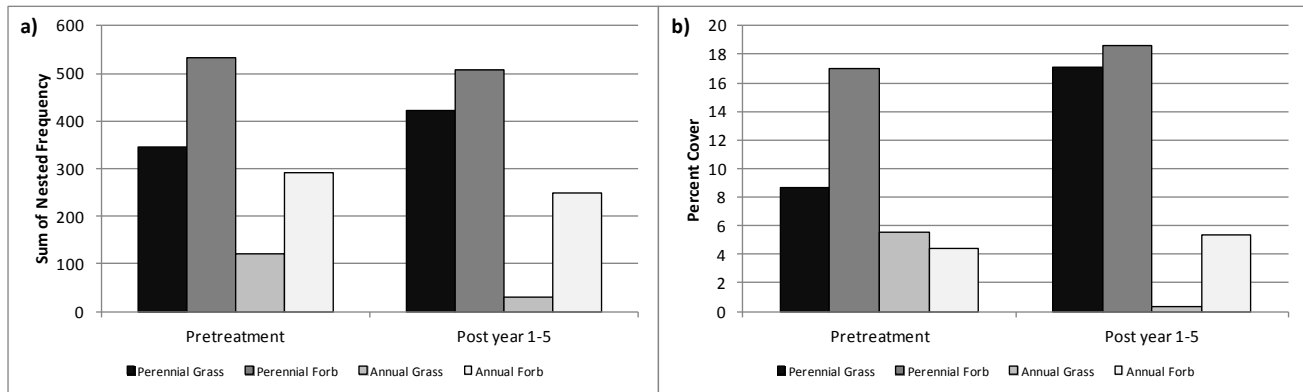 a)
Sum of Nested Frequency
600
500
400
300
200
100
0
Pretreatment Post year 1-5
Perennial Grass Perennial Forb Annual Grass Annual Forb
b)
Percent Cover
20
18
16
14
12
10
8
6
4
2
0
Pretreatment Post year 1-5
Perennial Grass Perennial Forb Annual Grass Annual Forb